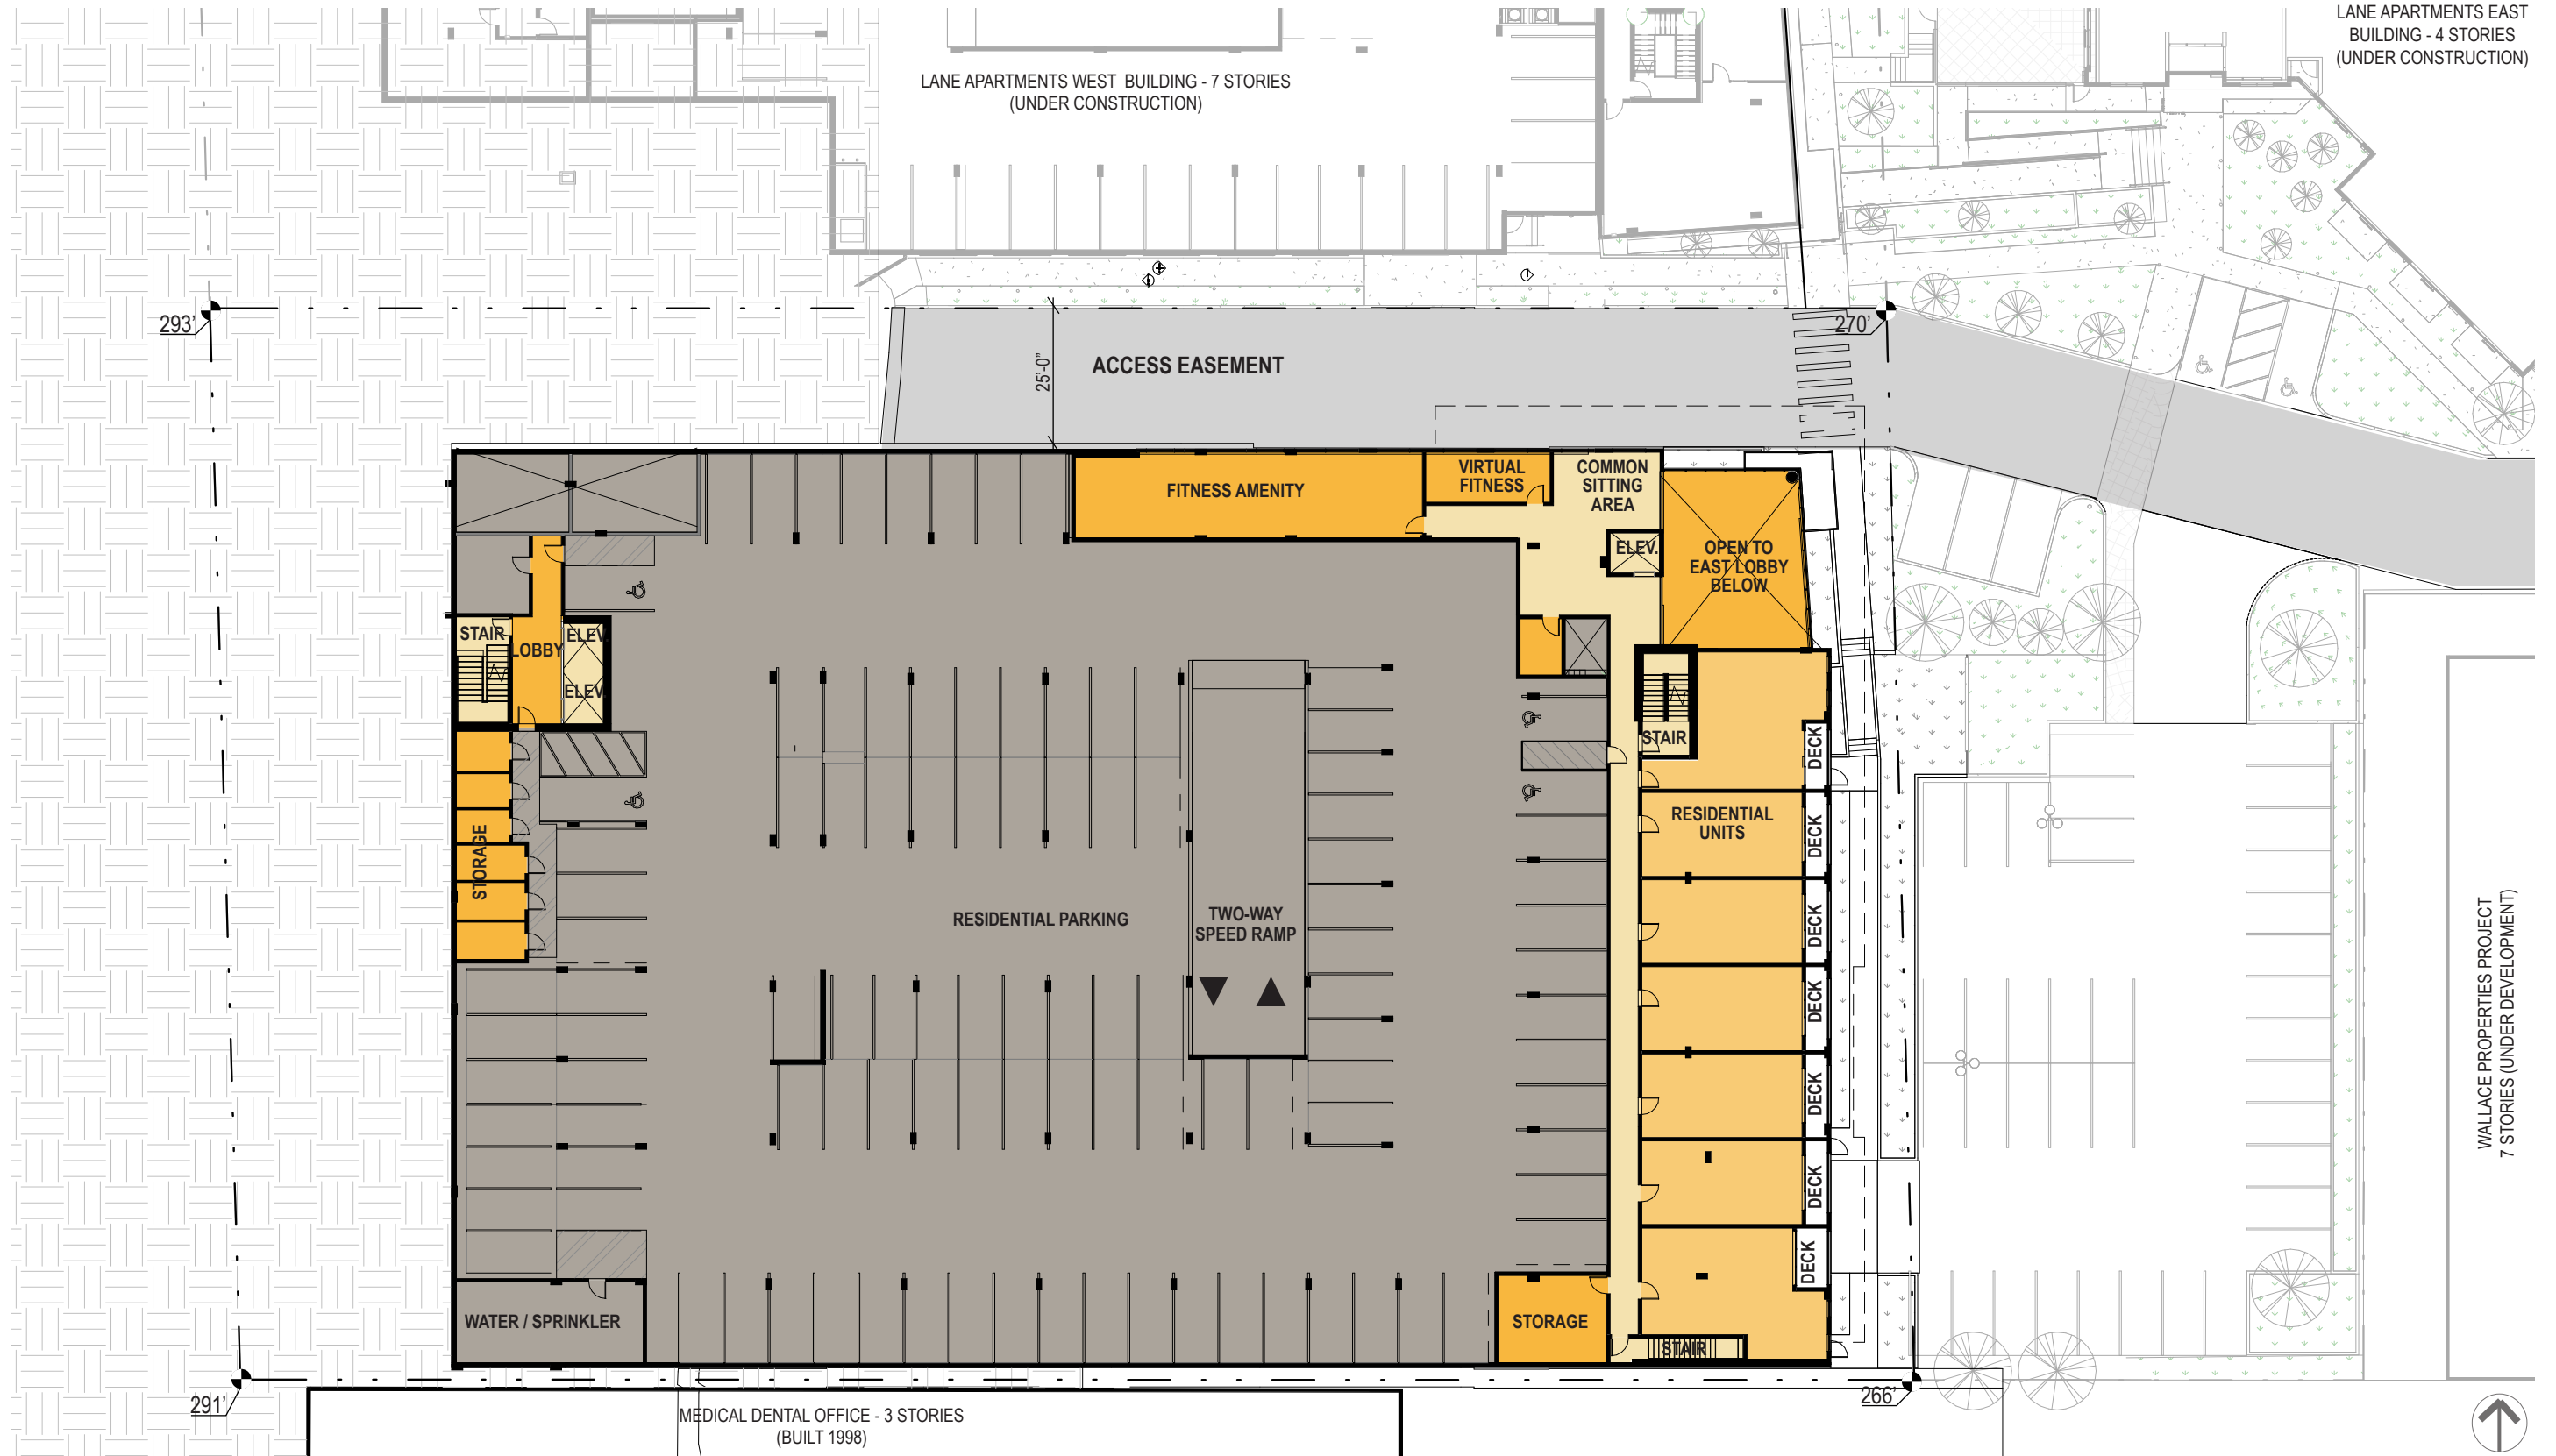 LANE APARTMENTS EAST
BUILDING - 4 STORIES
(UNDER CONSTRUCTION)
LANE APARTMENTS WEST BUILDING - 7 STORIES
(UNDER CONSTRUCTION)
293'
270'
25'-0"
ACCESS EASEMENT
FITNESS AMENITY
VIRTUAL
FITNESS
COMMON
SITTING
AREA
ELEV.
OPEN TO
EAST LOBBY
BELOW
STAIR
LOBBY
ELEV.
ELEV.
STAIR
DECK
STORAGE
RESIDENTIAL
UNITS
DECK
RESIDENTIAL PARKING
TWO-WAY
SPEED RAMP
DECK
DECK
DECK
DECK
DECK
WALLACE PROPERTIES PROJECT
7 STORIES (UNDER DEVELOPMENT)
WATER / SPRINKLER
STORAGE
STAIR
291'
266'
MEDICAL DENTAL OFFICE - 3 STORIES
(BUILT 1998)